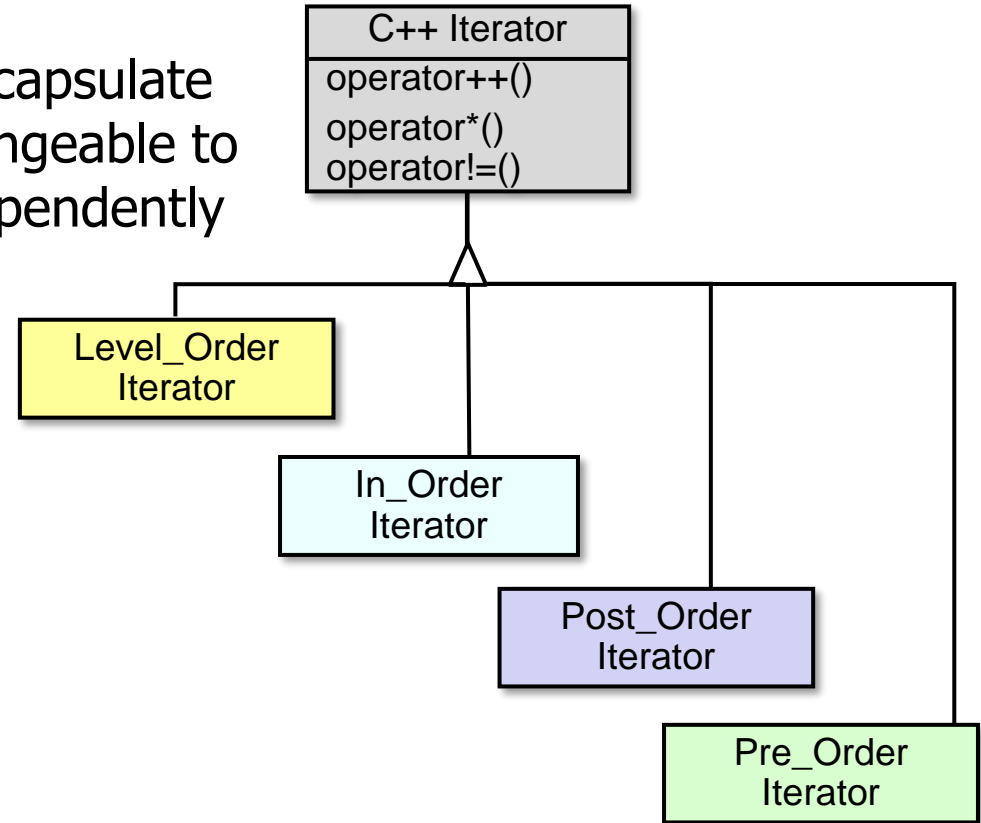 C++ Iterator
operator++()
operator*()
operator!=()
capsulate
ngeable to
pendently
Level_Order
Iterator
In_Order
Iterator
Post_Order
Iterator
Pre_Order
Iterator